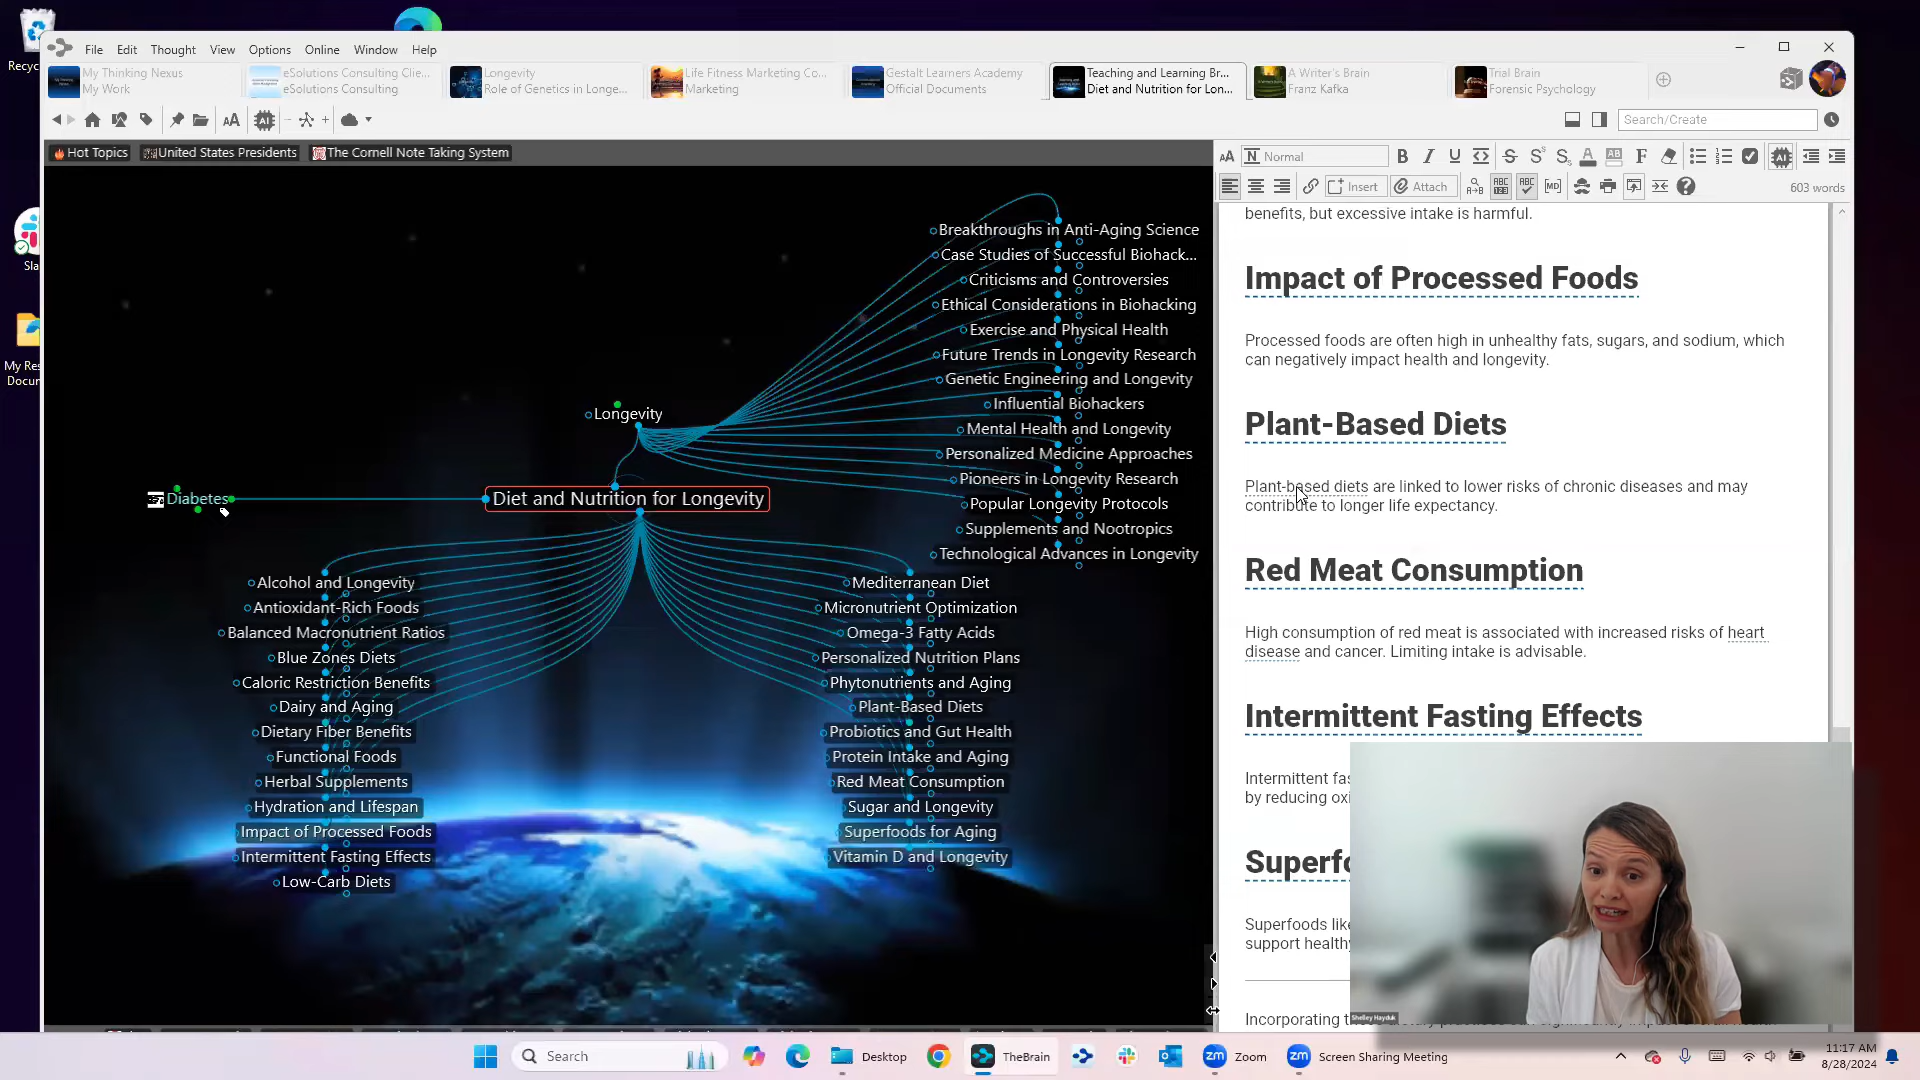 Recyc
File Edit Thought View Options Online Window Help
My Thinking Nexus
My Work
eSolutions Consulting Clie...
eSolutions Consulting
Longevity
Role of Genetics in Longe...
Life Fitness Marketing Co...
Marketing
Gestalt Learners Academy
Official Documents
Teaching and Learning Br...
Diet and Nutrition for Lon...
A Writer's Brain
Franz Kafka
Trial Brain
Forensic Psychology
Search/Create
Hot Topics United States Presidents The Cornell Note Taking System
Normal
Insert Attach 603 words
Sla
My Res
Docum
Breakthroughs in Anti-Aging Science
Case Studies of Successful Biohack...
Criticisms and Controversies
Ethical Considerations in Biohacking
Exercise and Physical Health
Future Trends in Longevity Research
Genetic Engineering and Longevity
Influential Biohackers
Mental Health and Longevity
Personalized Medicine Approaches
Pioneers in Longevity Research
Popular Longevity Protocols
Supplements and Nootropics
Technological Advances in Longevity
Longevity
Diabetes
Diet and Nutrition for Longevity
Alcohol and Longevity
Antioxidant-Rich Foods
Balanced Macronutrient Ratios
Blue Zones Diets
Caloric Restriction Benefits
Dairy and Aging
Dietary Fiber Benefits
Functional Foods
Herbal Supplements
Hydration and Lifespan
Impact of Processed Foods
Intermittent Fasting Effects
Low-Carb Diets
Mediterranean Diet
Micronutrient Optimization
Omega-3 Fatty Acids
Personalized Nutrition Plans
Phytonutrients and Aging
Plant-Based Diets
Probiotics and Gut Health
Protein Intake and Aging
Red Meat Consumption
Sugar and Longevity
Superfoods for Aging
Vitamin D and Longevity
benefits, but excessive intake is harmful.
Impact of Processed Foods
Processed foods are often high in unhealthy fats, sugars, and sodium, which
can negatively impact health and longevity.
Plant-Based Diets
Plant-based diets are linked to lower risks of chronic diseases and may
contribute to longer life expectancy.
Red Meat Consumption
High consumption of red meat is associated with increased risks of heart
disease and cancer. Limiting intake is advisable.
Intermittent Fasting Effects
Intermittent fas
by reducing oxi
Superfo
Superfoods like
support healthy
Incorporating
Shelley Hayduk
Search
Desktop
TheBrain
Zoom
Screen Sharing Meeting
11:17 AM
8/28/2024